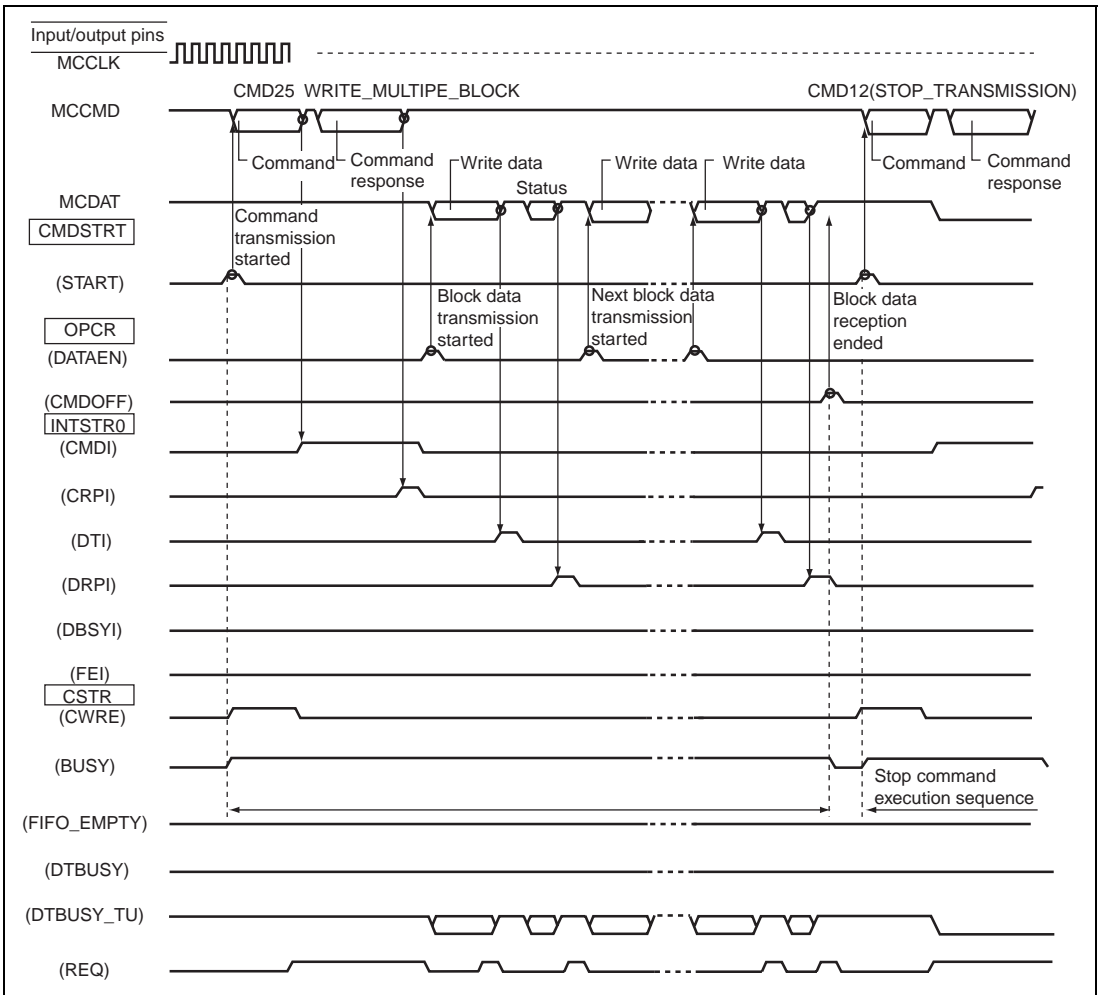 Input/output pins
MCCLK
CMD25 WRITE_MULTIPE_BLOCK
CMD12(STOP_TRANSMISSION)
MCCMD
Command
Command
response
Command
Command
response
Write data
Status
Write data
Write data
MCDAT
CMDSTRT
Command
transmission
started
(START)
Block data
transmission
started
Next block data
transmission
started
Block data
reception
ended
OPCR
(DATAEN)
(CMDOFF)
INTSTR0
(CMDI)
(CRPI)
(DTI)
(DRPI)
(DBSYI)
(FEI)
CSTR
(CWRE)
(BUSY)
Stop command
execution sequence
(FIFO_EMPTY)
(DTBUSY)
(DTBUSY_TU)
(REQ)